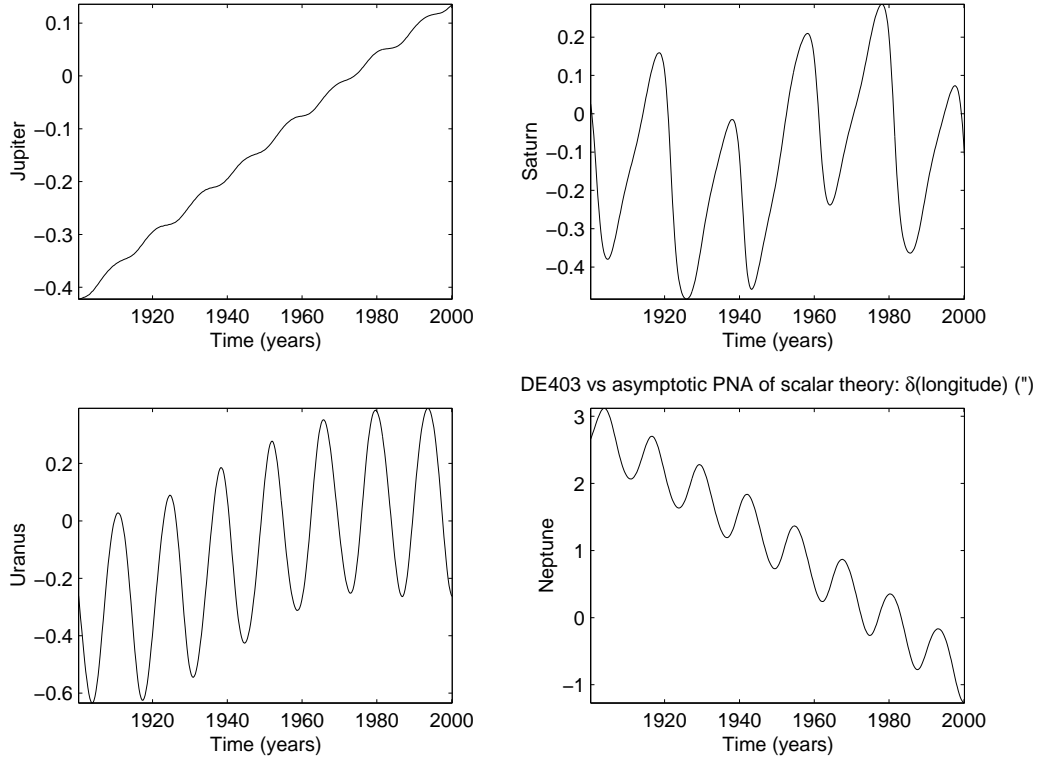 0.1
0
−0.1
−0.2
−0.3
−0.4
Jupiter
1920 1940 1960 1980 2000
Time (years)
0.2
0.1
0
−0.1
−0.2
−0.3
−0.4
Saturn
1920 1940 1960 1980 2000
Time (years)
0.2
0
−0.2
−0.4
−0.6
Uranus
1920 1940 1960 1980 2000
Time (years)
DE403 vs asymptotic PNA of scalar theory: δ(longitude) (")
3
2
1
0
−1
Neptune
1920 1940 1960 1980 2000
Time (years)